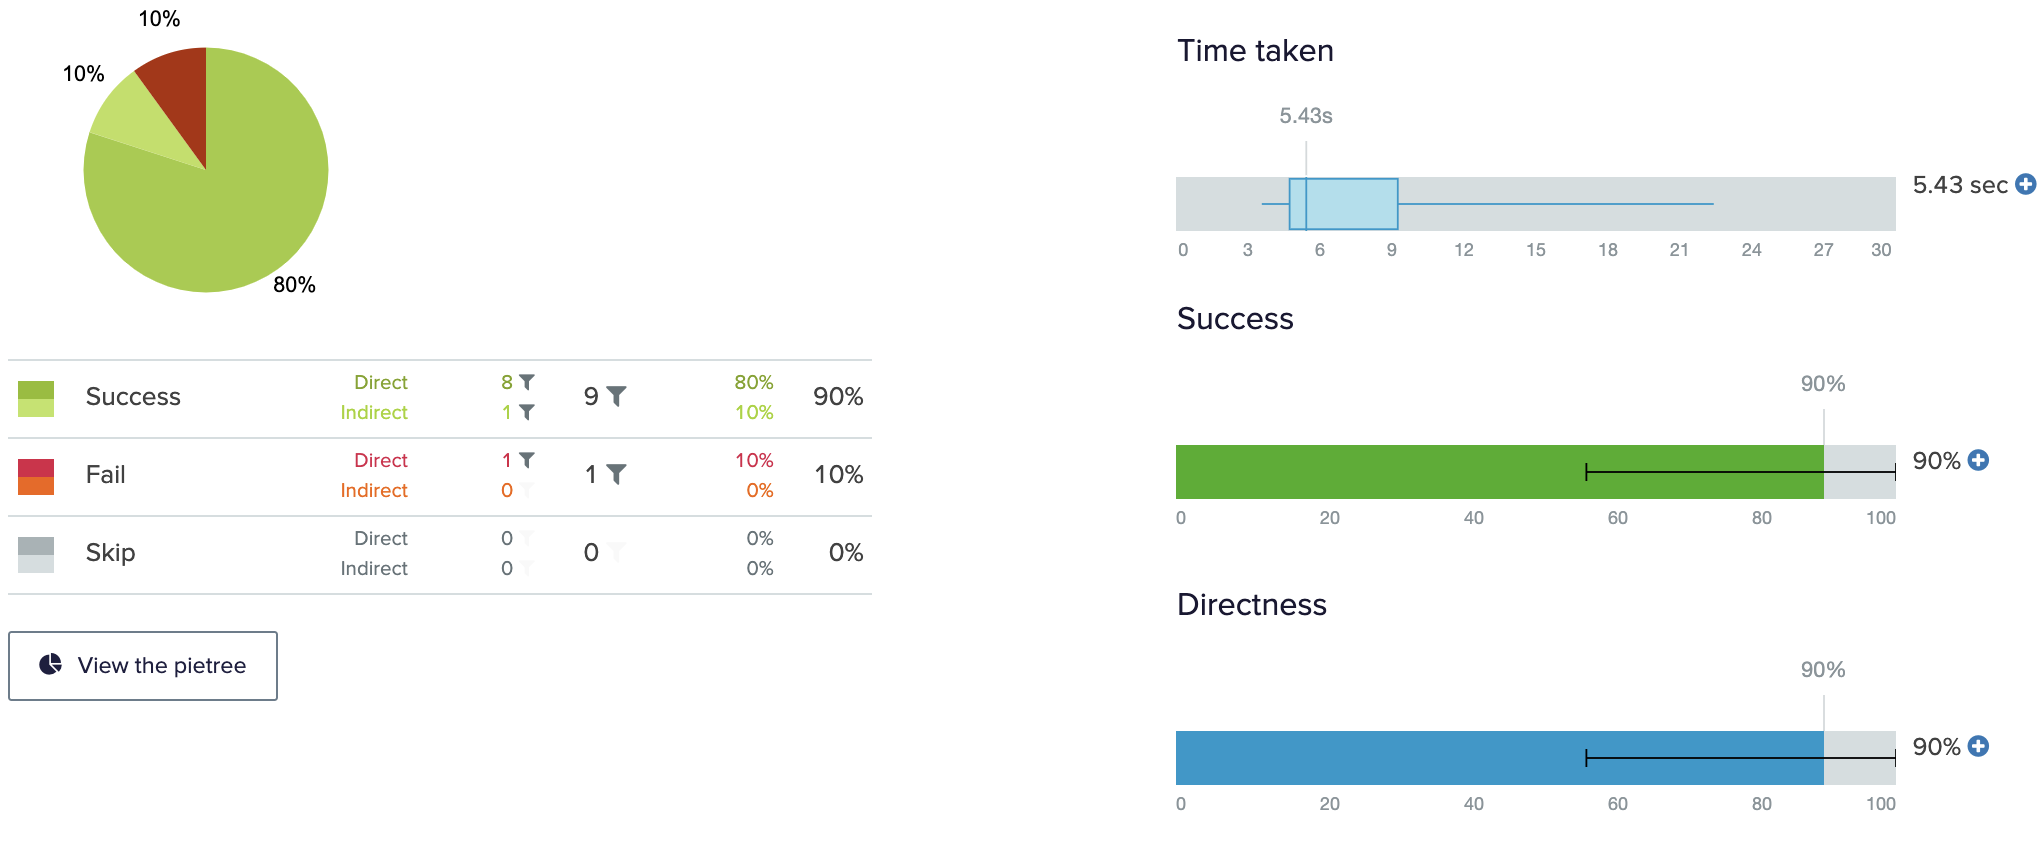 10%
10%
80%
Success Direct 8 9 80% 90%
Indirect 1 10%
Fail Direct 1 1 10% 10%
Indirect 0 0%
Skip Direct 0 0 0% 0%
Indirect 0 0%
View the pietree
Time taken
5.43s
5.43 sec
0 3 6 9 12 15 18 21 24 27 30
Success
90%
90%
0 20 40 60 80 100
Directness
90%
90%
0 20 40 60 80 100